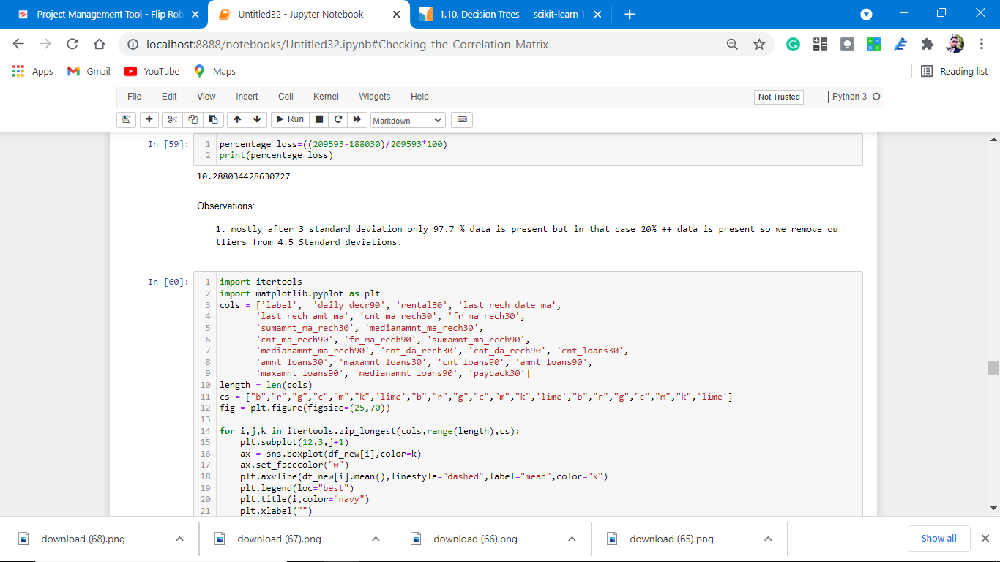 Project Management Tool - Flip Rob
Untitled32 - Jupyter Notebook
1.10. Decision Trees — scikit-learn 1.
localhost:8888/notebooks/Untitled32.ipynb#Checking-the-Correlation-Matrix
Apps Gmail YouTube Maps Reading list
File Edit View Insert Cell Kernel Widgets Help Not Trusted Python 3
Run Markdown
In [59]:
1 percentage_loss=((209593-188030)/209593*100)
2 print(percentage_loss)
10.288034428630727
Observations:
1. mostly after 3 standard deviation only 97.7 % data is present but in that case 20% ++ data is present so we remove ou
tliers from 4.5 Standard deviations.
In [60]:
1 import itertools
2 import matplotlib.pyplot as plt
3 cols = ['label',  'daily_decr90', 'rental30', 'last_rech_date_ma',
4        'last_rech_amt_ma', 'cnt_ma_rech30', 'fr_ma_rech30',
5        'sumamnt_ma_rech30', 'medianamnt_ma_rech30',
6        'cnt_ma_rech90', 'fr_ma_rech90', 'sumamnt_ma_rech90',
7        'medianamnt_ma_rech90', 'cnt_da_rech30', 'cnt_da_rech90', 'cnt_loans30',
8        'amnt_loans30', 'maxamnt_loans30', 'cnt_loans90', 'amnt_loans90',
9        'maxamnt_loans90', 'medianamnt_loans90', 'payback30']
10 length = len(cols)
11 cs = ["b","r","g","c","m","k",'lime',"b","r","g","c","m","k",'lime',"b","r","g","c","m","k",'lime']
12 fig = plt.figure(figsize=(25,70))
13
14 for i,j,k in itertools.zip_longest(cols,range(length),cs):
15     plt.subplot(12,3,j+1)
16     ax = sns.boxplot(df_new[i],color=k)
17     ax.set_facecolor("w")
18     plt.axvline(df_new[i].mean(),linestyle="dashed",label="mean",color="k")
19     plt.legend(loc="best")
20     plt.title(i,color="navy")
21     plt.xlabel("")
download (68).png download (67).png download (66).png download (65).png Show all